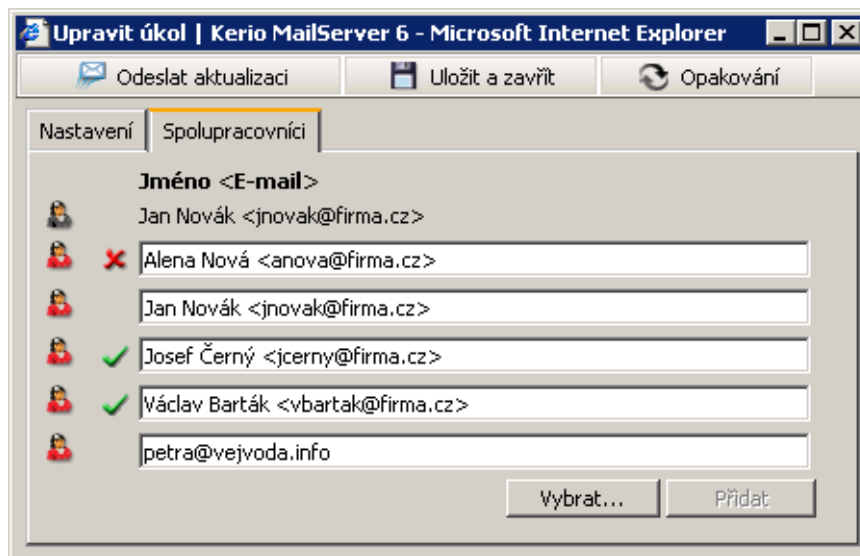 Upravit úkol | Kerio MailServer 6 - Microsoft Internet Explorer
Odeslat aktualizaci Uložit a zavřít Opakování
Nastavení Spolupracovníci
Jméno <E-mail>
Jan Novák <jnovak@firma.cz>
Alena Nová <anova@firma.cz>
Jan Novák <jnovak@firma.cz>
Josef Černý <jcerny@firma.cz>
Václav Barták <vbartak@firma.cz>
petra@vejvoda.info
Vybrat... Přidat